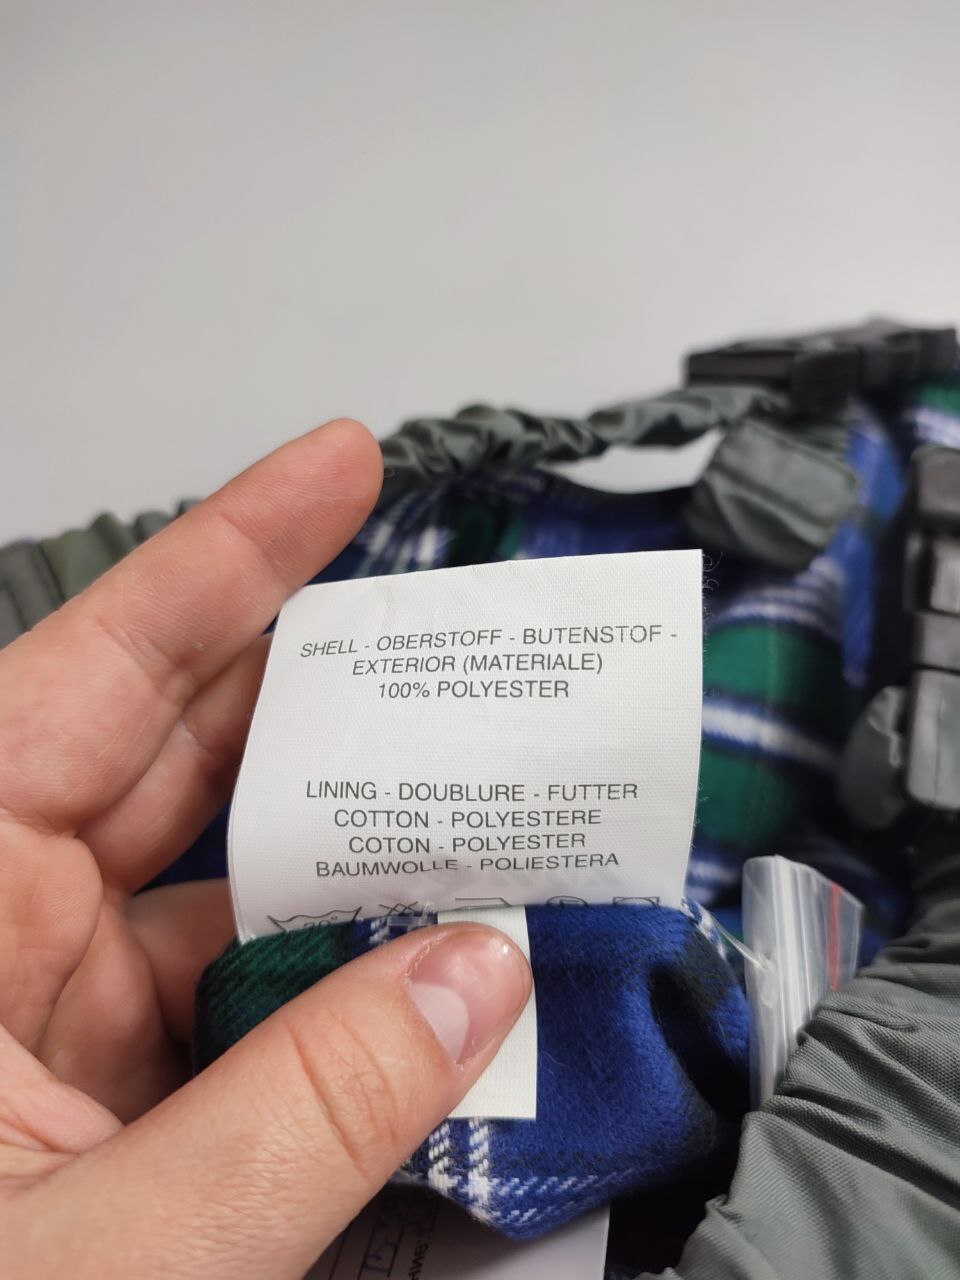 SHELL - OBERSTOFF - BUTENSTOF -
EXTERIOR (MATERIALE)
100% POLYESTER
LINING - DOUBLURE - FUTTER
COTTON - POLYESTERE
COTON - POLYESTER
BAUMWOLLE - POLIESTERA